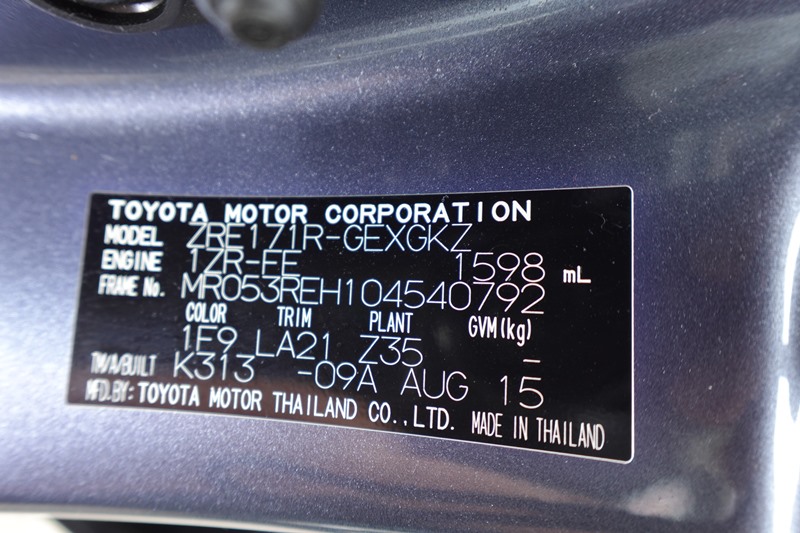 TOYOTA MOTOR CORPORATION
MODEL ZRE171R-GEXGKZ
ENGINE 1ZR-FE 1598 mL
FRAME No. MR053REH104540792
COLOR TRIM PLANT GVM(kg)
1F9 LA21 Z35 -
TM/A/BUILT K313 -09A AUG 15
MFD.BY: TOYOTA MOTOR THAILAND CO.,LTD. MADE IN THAILAND